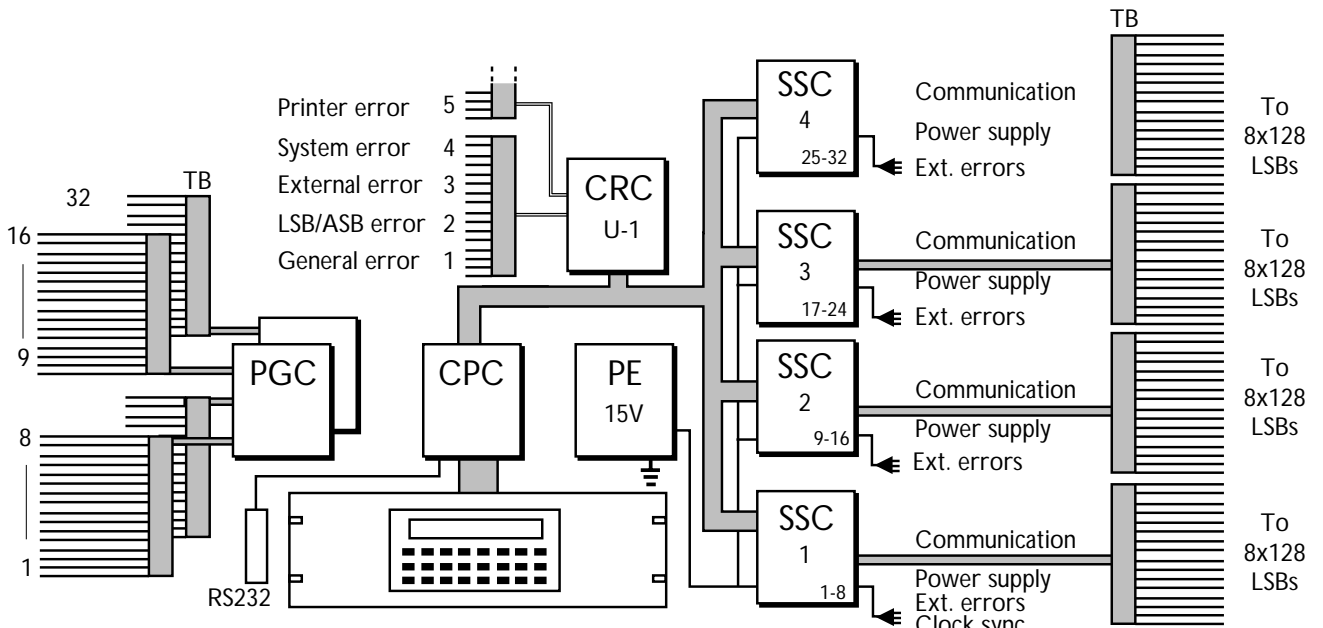 TB
SSC
4
25-32
Communication
Power supply
Ext. errors
To
8x128
LSBs
Printer error 5
System error 4
External error 3
LSB/ASB error 2
General error 1
CRC
U-1
TB
32
16
9
8
1
PGC
CPC
PE
15V
RS232
SSC
3
17-24
Communication
Power supply
Ext. errors
To
8x128
LSBs
SSC
2
9-16
Communication
Power supply
Ext. errors
To
8x128
LSBs
SSC
1
1-8
Communication
Power supply
Ext. errors
Clock sync
To
8x128
LSBs